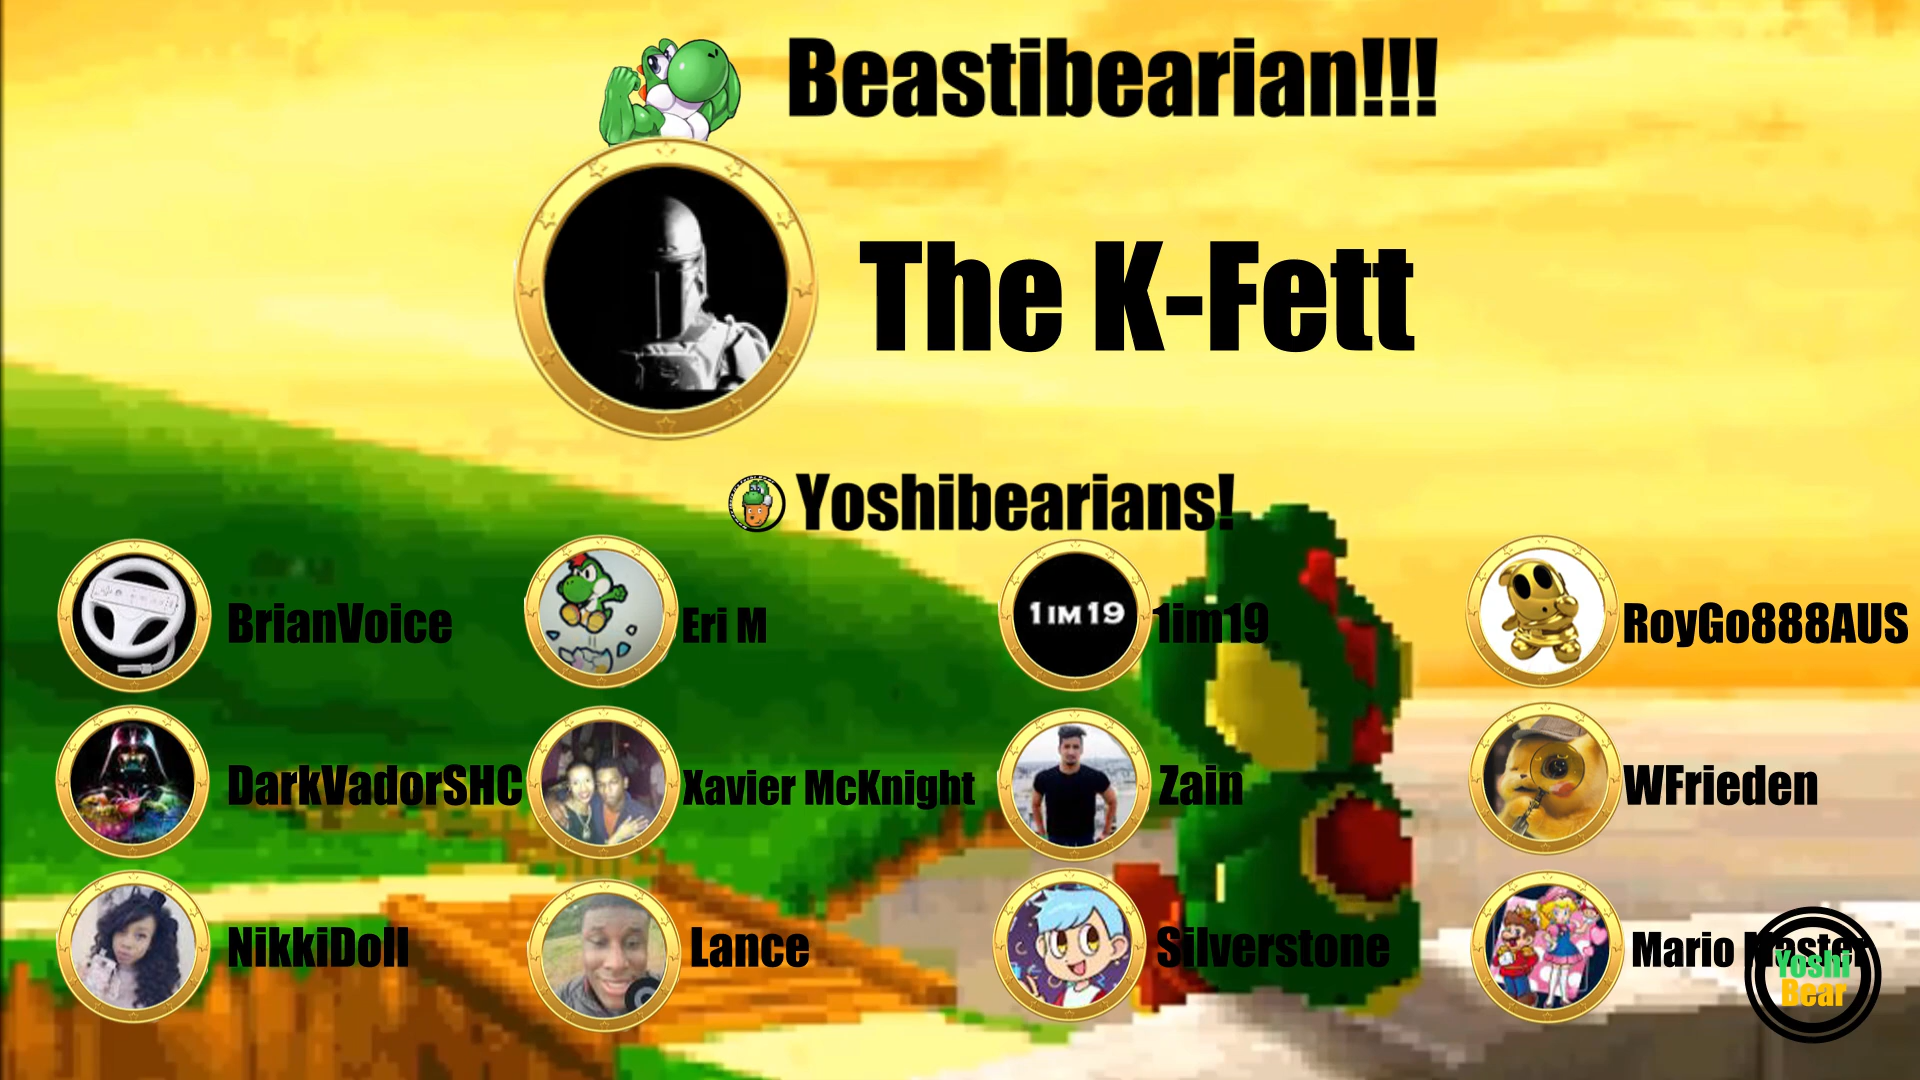 Beastibearian!!!
The K-Fett
Yoshibearians!
BrianVoice
Eri M
1IM19
1im19
RoyGo888AUS
DarkVadorSHC
Xavier McKnight
Zain
WFrieden
NikkiDoll
Lance
Silverstone
Mario Master
Yoshi
Bear